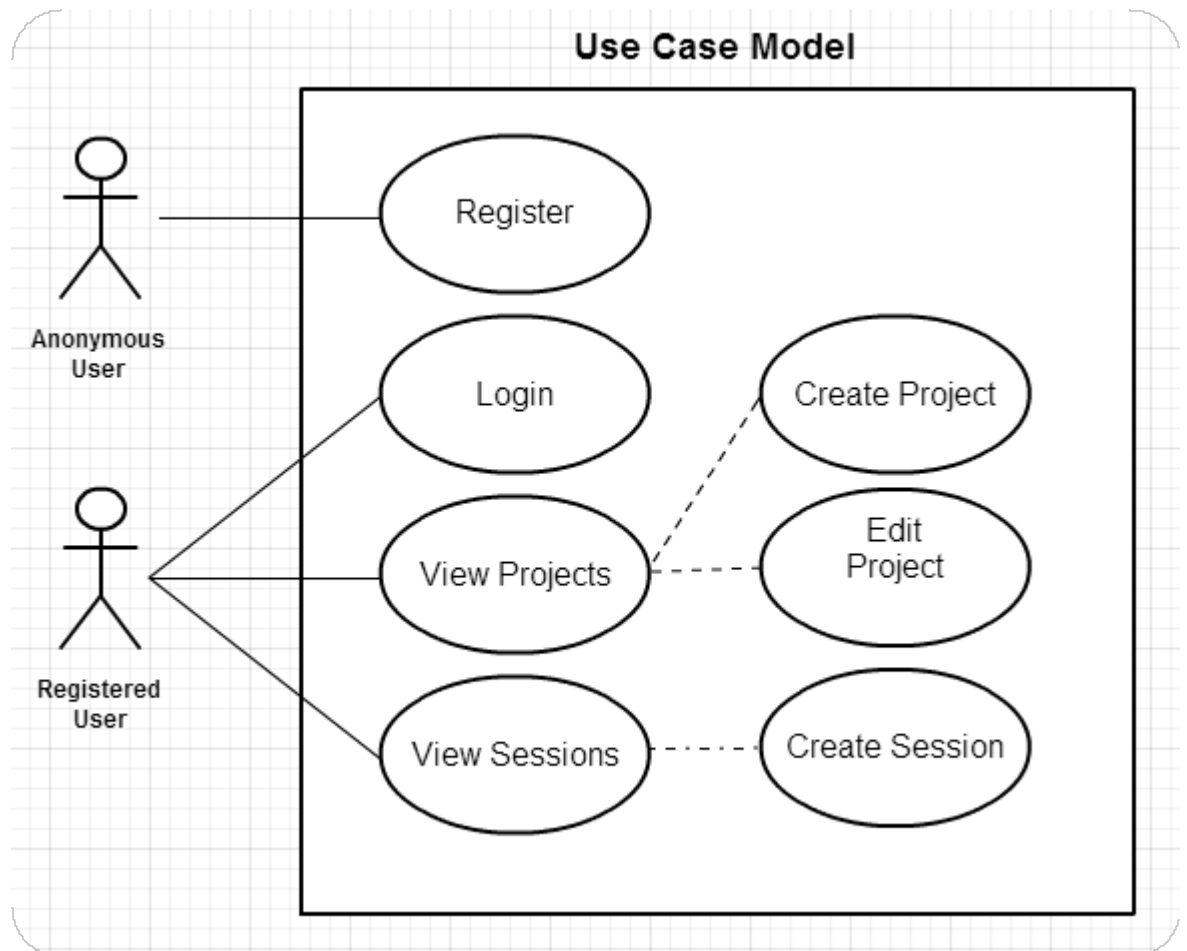 Use Case Model
Register
Anonymous
User
Login
Create Project
Edit
Project
View Projects
Registered
User
View Sessions
Create Session